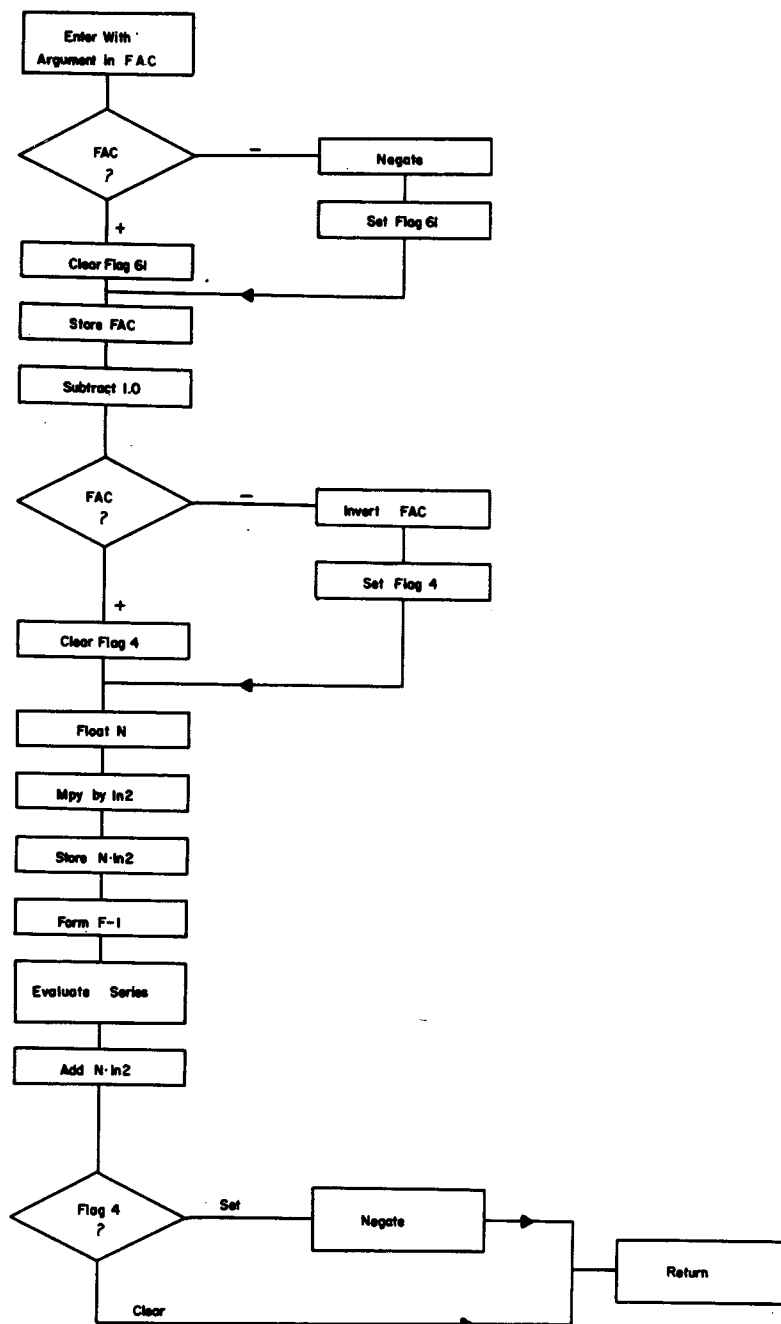 Enter With
Argument in FAC
FAC
?
−
Negate
Set Flag 61
+
Clear Flag 61
Store FAC
Subtract 1.0
FAC
?
−
Invert FAC
Set Flag 4
+
Clear Flag 4
Float N
Mpy by ln2
Store N·ln2
Form F-1
Evaluate Series
Add N·ln2
Flag 4
?
Set
Negate
Return
Clear